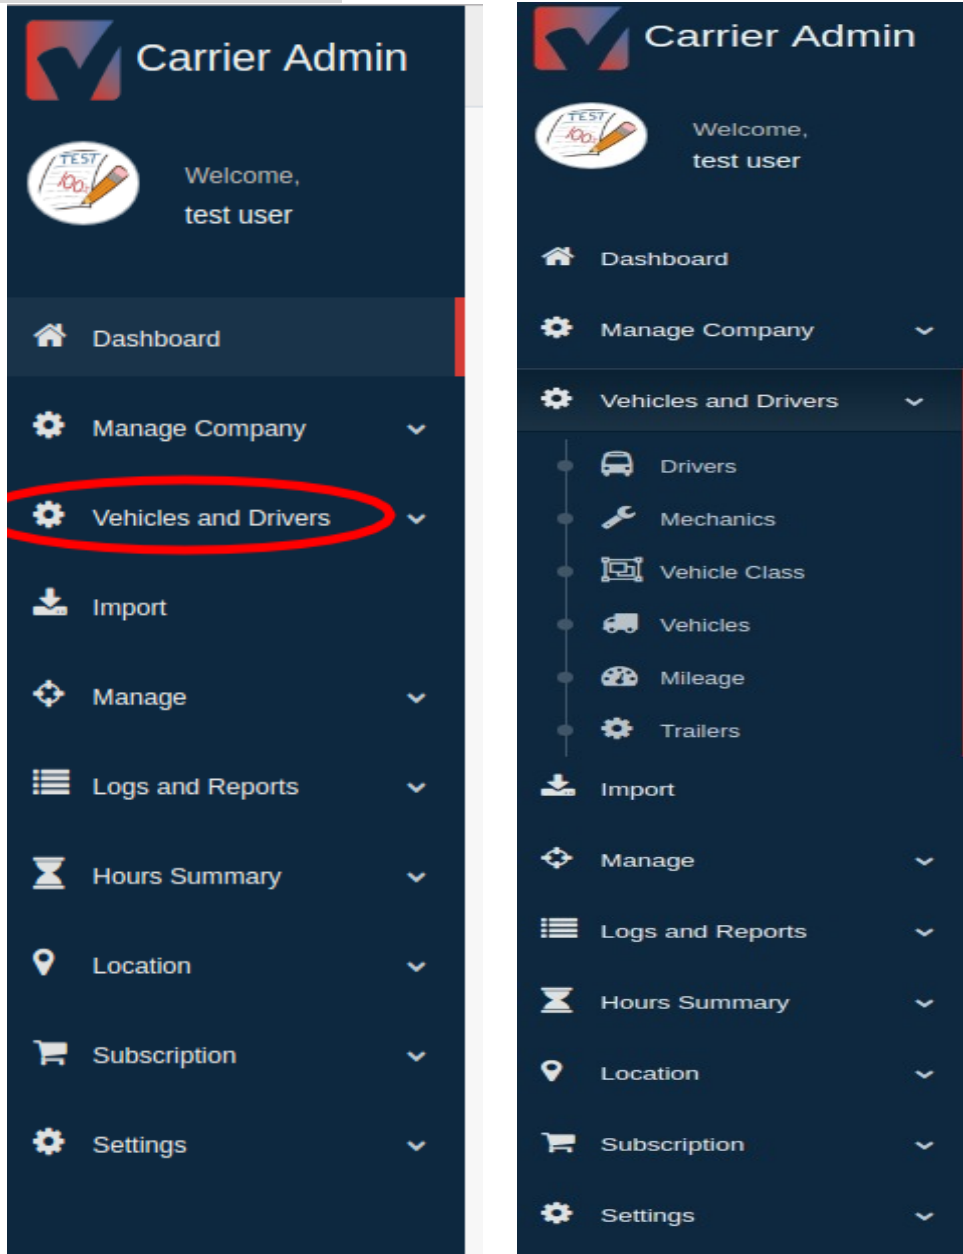 Carrier Admin
TEST
100%
Welcome,
test user
Dashboard
Manage Company
Vehicles and Drivers
Import
Manage
Logs and Reports
Hours Summary
Location
Subscription
Settings
Carrier Admin
TEST
100%
Welcome,
test user
Dashboard
Manage Company
Vehicles and Drivers
Drivers
Mechanics
Vehicle Class
Vehicles
Mileage
Trailers
Import
Manage
Logs and Reports
Hours Summary
Location
Subscription
Settings